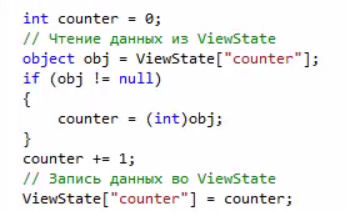 int counter = 0;
// Чтение данных из ViewState
object obj = ViewState["counter"];
if (obj != null)
{
    counter = (int)obj;
}
counter += 1;
// Запись данных во ViewState
ViewState["counter"] = counter;